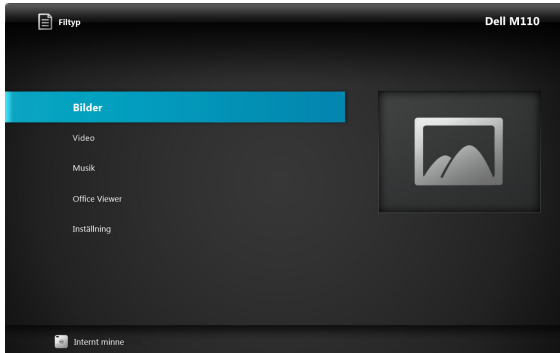 Filtyp
Dell M110
Bilder
Video
Musik
Office Viewer
Inställning
Internt minne